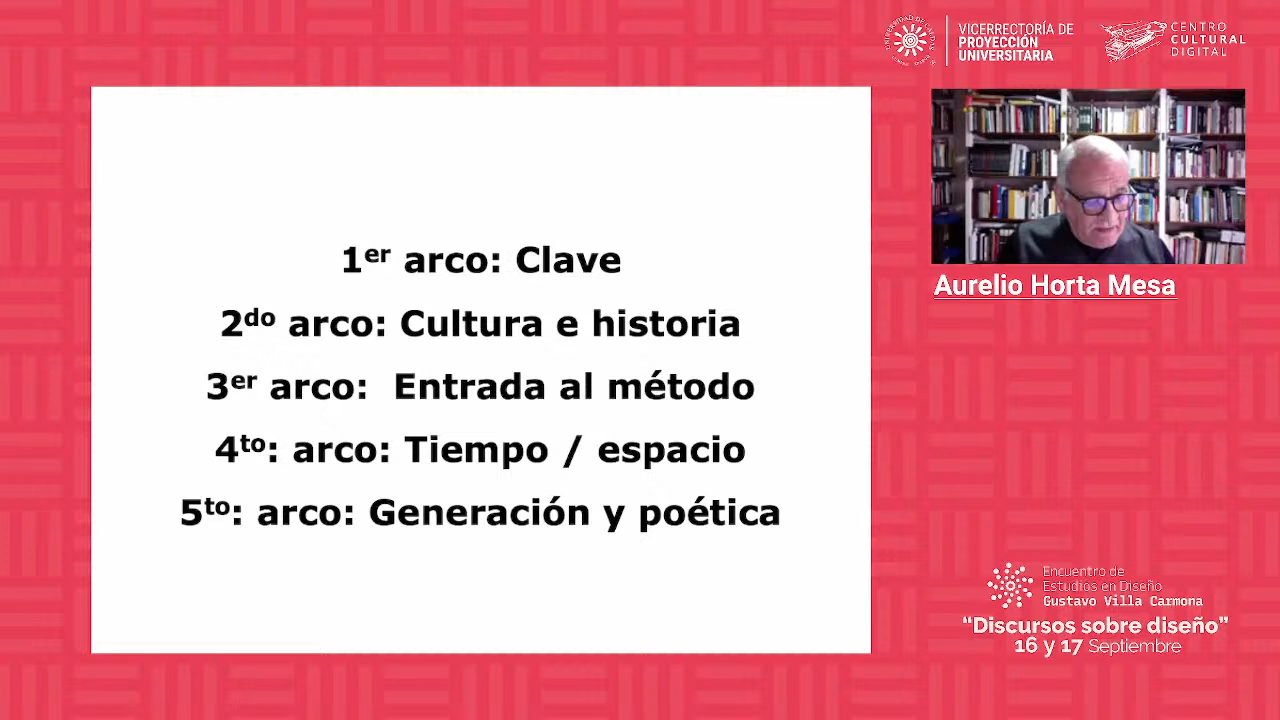 VICERRECTORÍA DE
PROYECCIÓN
UNIVERSITARIA
CENTRO
CULTURAL
DIGITAL
1er arco: Clave
2do arco: Cultura e historia
3er arco: Entrada al método
4to: arco: Tiempo / espacio
5to: arco: Generación y poética
Aurelio Horta Mesa
Encuentro de
Estudios en Diseño
Gustavo Villa Carmona
“Discursos sobre diseño”
16 y 17 Septiembre